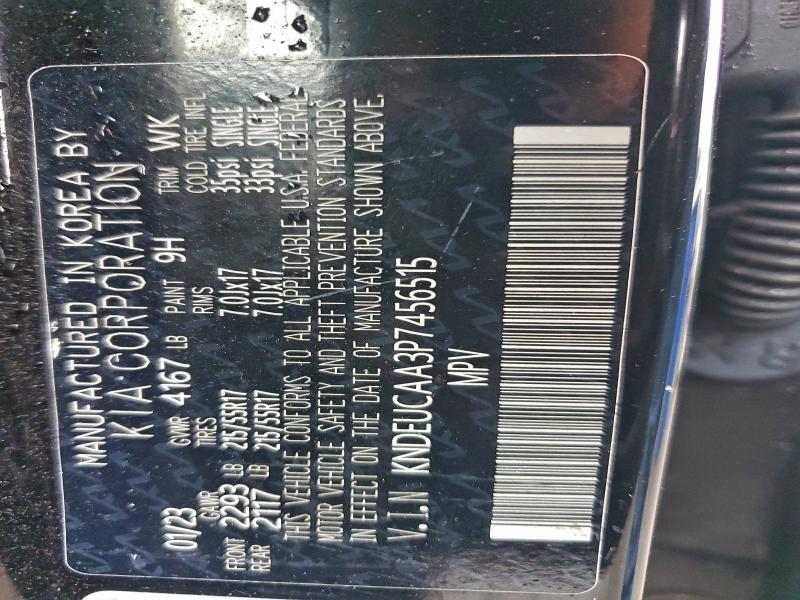 MANUFACTURED IN KOREA BY
KIA CORPORATION
01/23 GVWR 4167 LB PAINT 9H TRIM WK
GAWR TIRES RIMS COLD TIRE INFL
FRONT 2293 LB 215/55R17 7.0Jx17 35psi SINGLE
REAR 2117 LB 215/55R17 7.0Jx17 33psi SINGLE
THIS VEHICLE CONFORMS TO ALL APPLICABLE U.S.A. FEDERAL
MOTOR VEHICLE SAFETY AND THEFT PREVENTION STANDARDS
IN EFFECT ON THE DATE OF MANUFACTURE SHOWN ABOVE.
V.I.N KNDEUCAA3P7456515
MPV